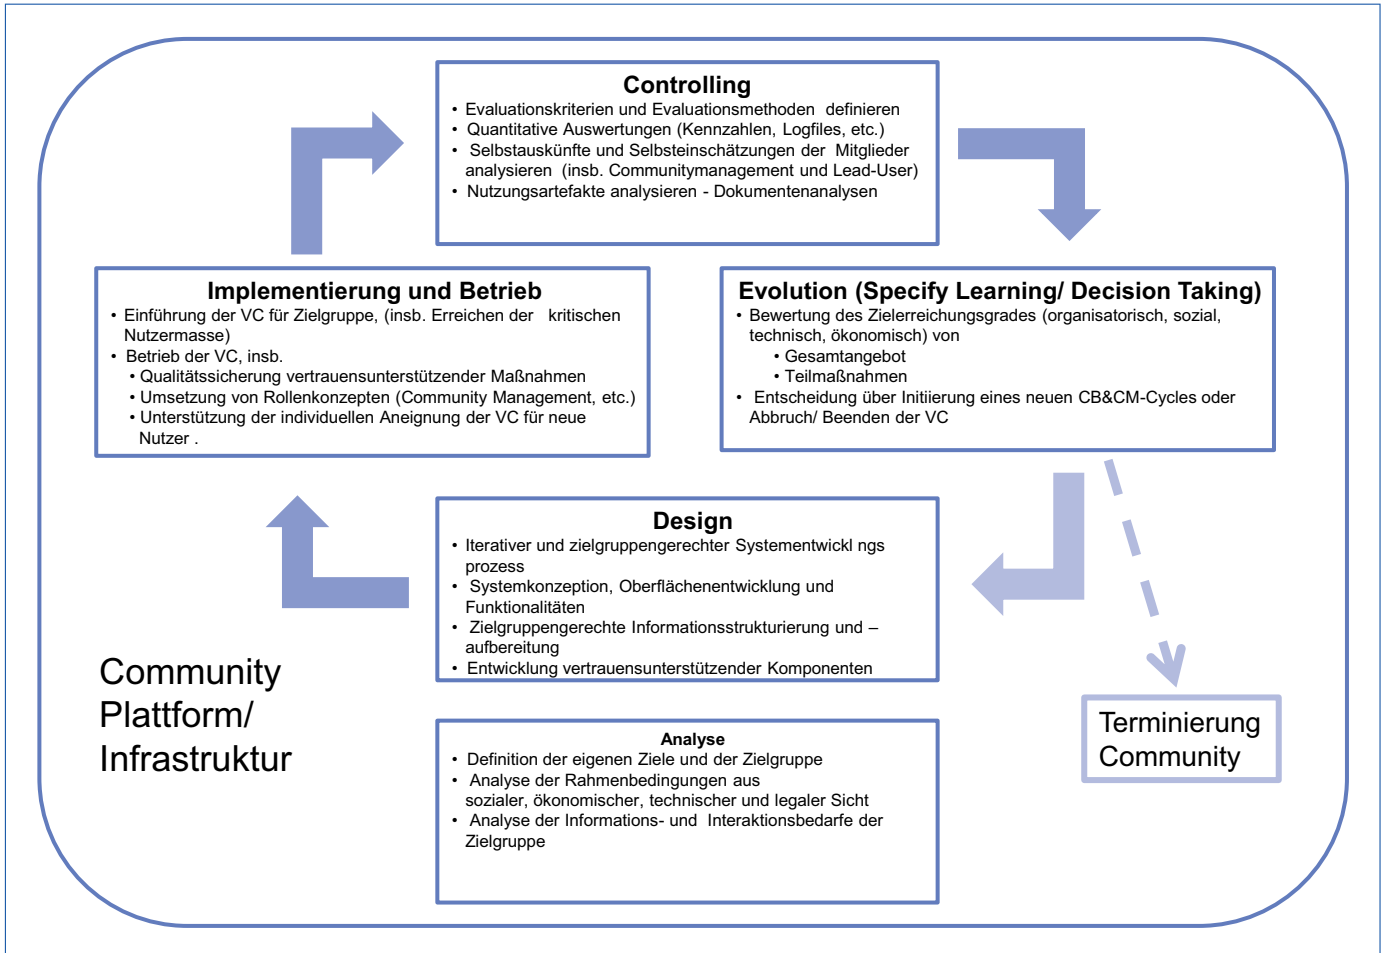 Controlling
• Evaluationskriterien und Evaluationsmethoden definieren
• Quantitative Auswertungen (Kennzahlen, Logfiles, etc.)
• Selbstauskünfte und Selbsteinschätzungen der Mitglieder
analysieren (insb. Communitymanagement und Lead-User)
• Nutzungsartefakte analysieren - Dokumentenanalysen
Implementierung und Betrieb
• Einführung der VC für Zielgruppe, (insb. Erreichen der kritischen
Nutzermasse)
• Betrieb der VC, insb.
• Qualitätssicherung vertrauensunterstützender Maßnahmen
• Umsetzung von Rollenkonzepten (Community Management, etc.)
• Unterstützung der individuellen Aneignung der VC für neue
Nutzer .
Evolution (Specify Learning/ Decision Taking)
• Bewertung des Zielerreichungsgrades (organisatorisch, sozial,
technisch, ökonomisch) von
• Gesamtangebot
• Teilmaßnahmen
• Entscheidung über Initiierung eines neuen CB&CM-Cycles oder
Abbruch/ Beenden der VC
Design
• Iterativer und zielgruppengerechter Systementwickl ngs
prozess
• Systemkonzeption, Oberflächenentwicklung und
Funktionalitäten
• Zielgruppengerechte Informationsstrukturierung und –
aufbereitung
• Entwicklung vertrauensunterstützender Komponenten
Community
Plattform/
Infrastruktur
Terminierung
Community
Analyse
• Definition der eigenen Ziele und der Zielgruppe
• Analyse der Rahmenbedingungen aus
sozialer, ökonomischer, technischer und legaler Sicht
• Analyse der Informations- und Interaktionsbedarfe der
Zielgruppe